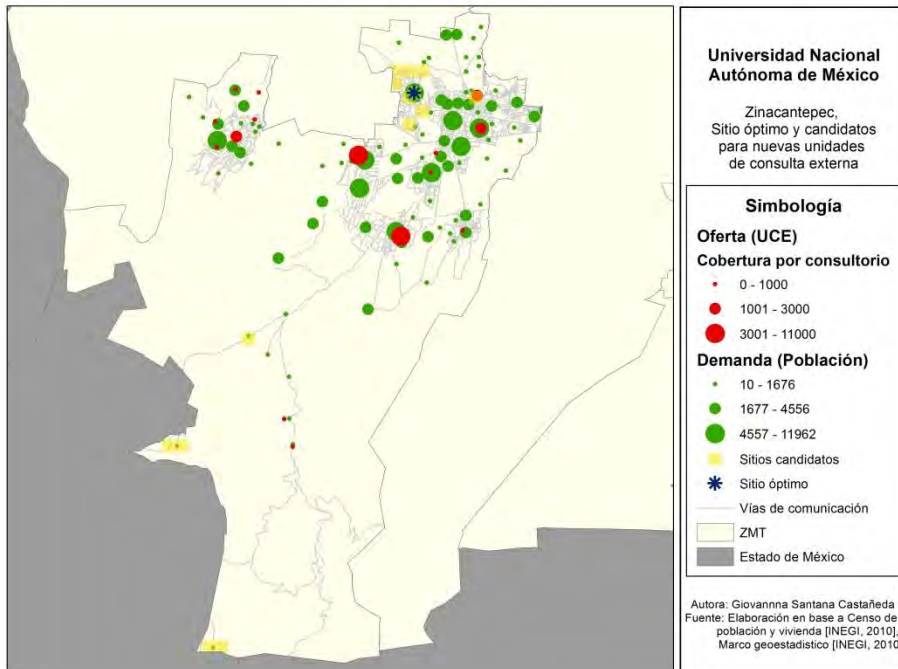 Universidad Nacional
Autónoma de México
Zinacantepec,
Sitio óptimo y candidatos
para nuevas unidades
de consulta externa
Simbología
Oferta (UCE)
Cobertura por consultorio
0 - 1000
1001 - 3000
3001 - 11000
Demanda (Población)
10 - 1676
1677 - 4556
4557 - 11962
Sitios candidatos
Sitio óptimo
Vías de comunicación
ZMT
Estado de México
Autora: Giovannna Santana Castañeda
Fuente: Elaboración en base a Censo de
población y vivienda [INEGI, 2010],
Marco geoestadistico [INEGI, 2010